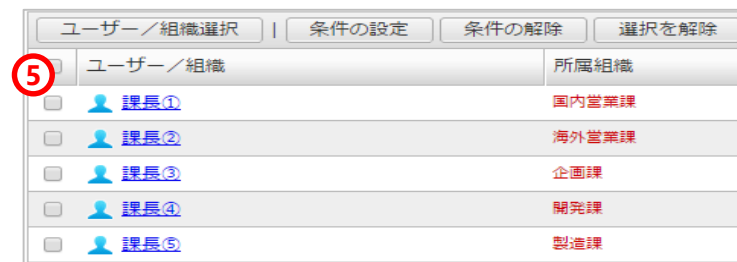 ユーザー／組織選択 | 条件の設定 条件の解除 選択を解除
⑤ ユーザー／組織 所属組織
課長① 国内営業課
課長② 海外営業課
課長③ 企画課
課長④ 開発課
課長⑤ 製造課